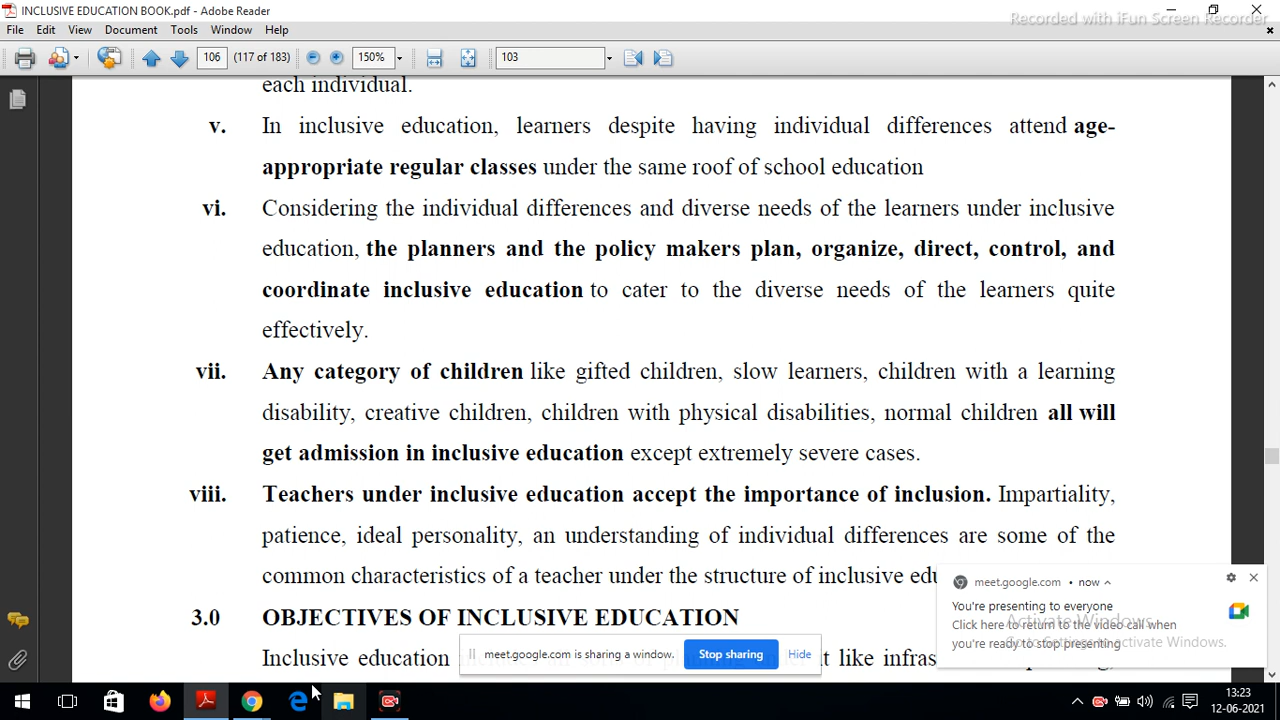 INCLUSIVE EDUCATION BOOK.pdf - Adobe Reader
Recorded with iFun Screen Recorder
File Edit View Document Tools Window Help
106 (117 of 183) 150% 103
each individual.
v. In inclusive education, learners despite having individual differences attend age-
appropriate regular classes under the same roof of school education
vi. Considering the individual differences and diverse needs of the learners under inclusive
education, the planners and the policy makers plan, organize, direct, control, and
coordinate inclusive education to cater to the diverse needs of the learners quite
effectively.
vii. Any category of children like gifted children, slow learners, children with a learning
disability, creative children, children with physical disabilities, normal children all will
get admission in inclusive education except extremely severe cases.
viii. Teachers under inclusive education accept the importance of inclusion. Impartiality,
patience, ideal personality, an understanding of individual differences are some of the
common characteristics of a teacher under the structure of inclusive
3.0 OBJECTIVES OF INCLUSIVE EDUCATION
Inclusive education like
meet.google.com • now
You're presenting to everyone
Click here to return to the video call when
you're ready to stop presenting
Activate Windows
Go to Settings to activate Windows.
meet.google.com is sharing a window. Stop sharing Hide
13:23
12-06-2021